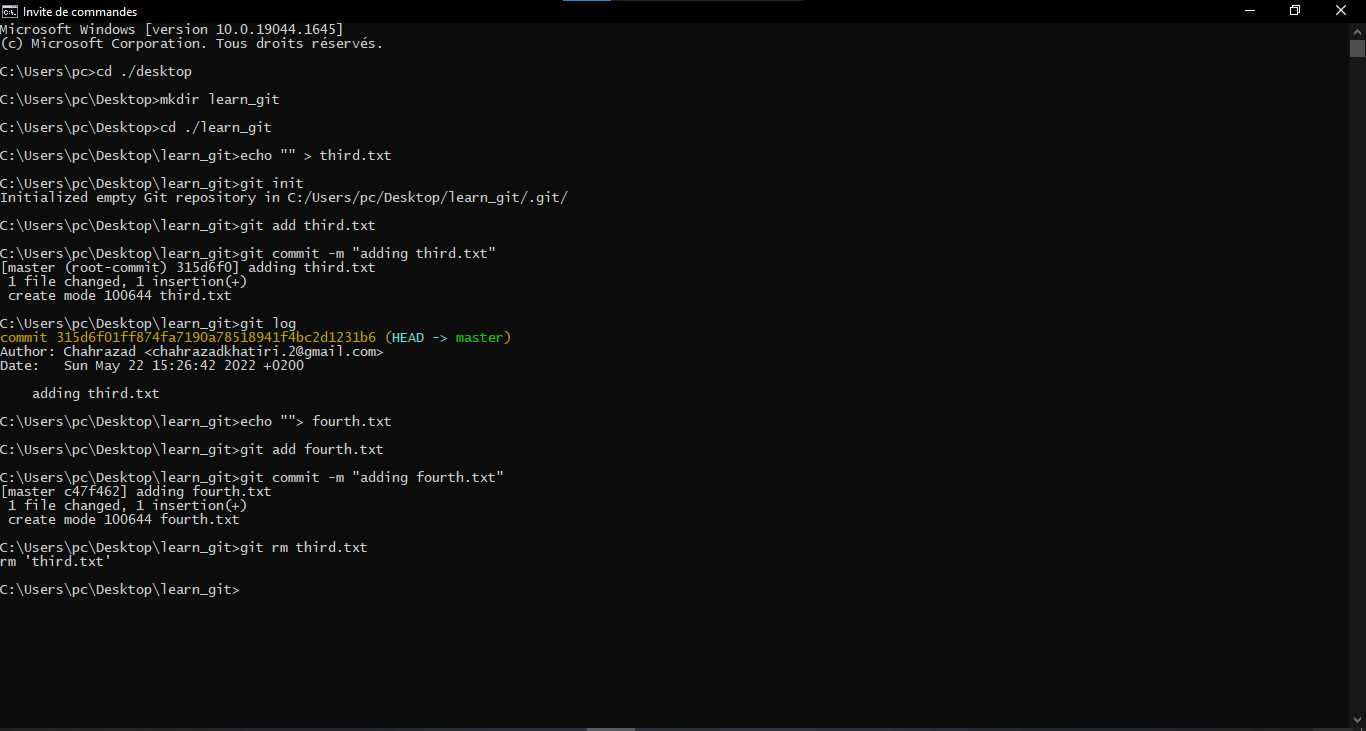 Invite de commandes
Microsoft Windows [version 10.0.19044.1645]
(c) Microsoft Corporation. Tous droits réservés.
C:\Users\pc>cd ./desktop
C:\Users\pc\Desktop>mkdir learn_git
C:\Users\pc\Desktop>cd ./learn_git
C:\Users\pc\Desktop\learn_git>echo "" > third.txt
C:\Users\pc\Desktop\learn_git>git init
Initialized empty Git repository in C:/Users/pc/Desktop/learn_git/.git/
C:\Users\pc\Desktop\learn_git>git add third.txt
C:\Users\pc\Desktop\learn_git>git commit -m "adding third.txt"
[master (root-commit) 315d6f0] adding third.txt
 1 file changed, 1 insertion(+)
 create mode 100644 third.txt
C:\Users\pc\Desktop\learn_git>git log
commit 315d6f01ff874fa7190a78518941f4bc2d1231b6 (HEAD -> master)
Author: Chahrazad <chahrazadkhatiri.2@gmail.com>
Date:   Sun May 22 15:26:42 2022 +0200
    adding third.txt
C:\Users\pc\Desktop\learn_git>echo ""> fourth.txt
C:\Users\pc\Desktop\learn_git>git add fourth.txt
C:\Users\pc\Desktop\learn_git>git commit -m "adding fourth.txt"
[master c47f462] adding fourth.txt
 1 file changed, 1 insertion(+)
 create mode 100644 fourth.txt
C:\Users\pc\Desktop\learn_git>git rm third.txt
rm 'third.txt'
C:\Users\pc\Desktop\learn_git>